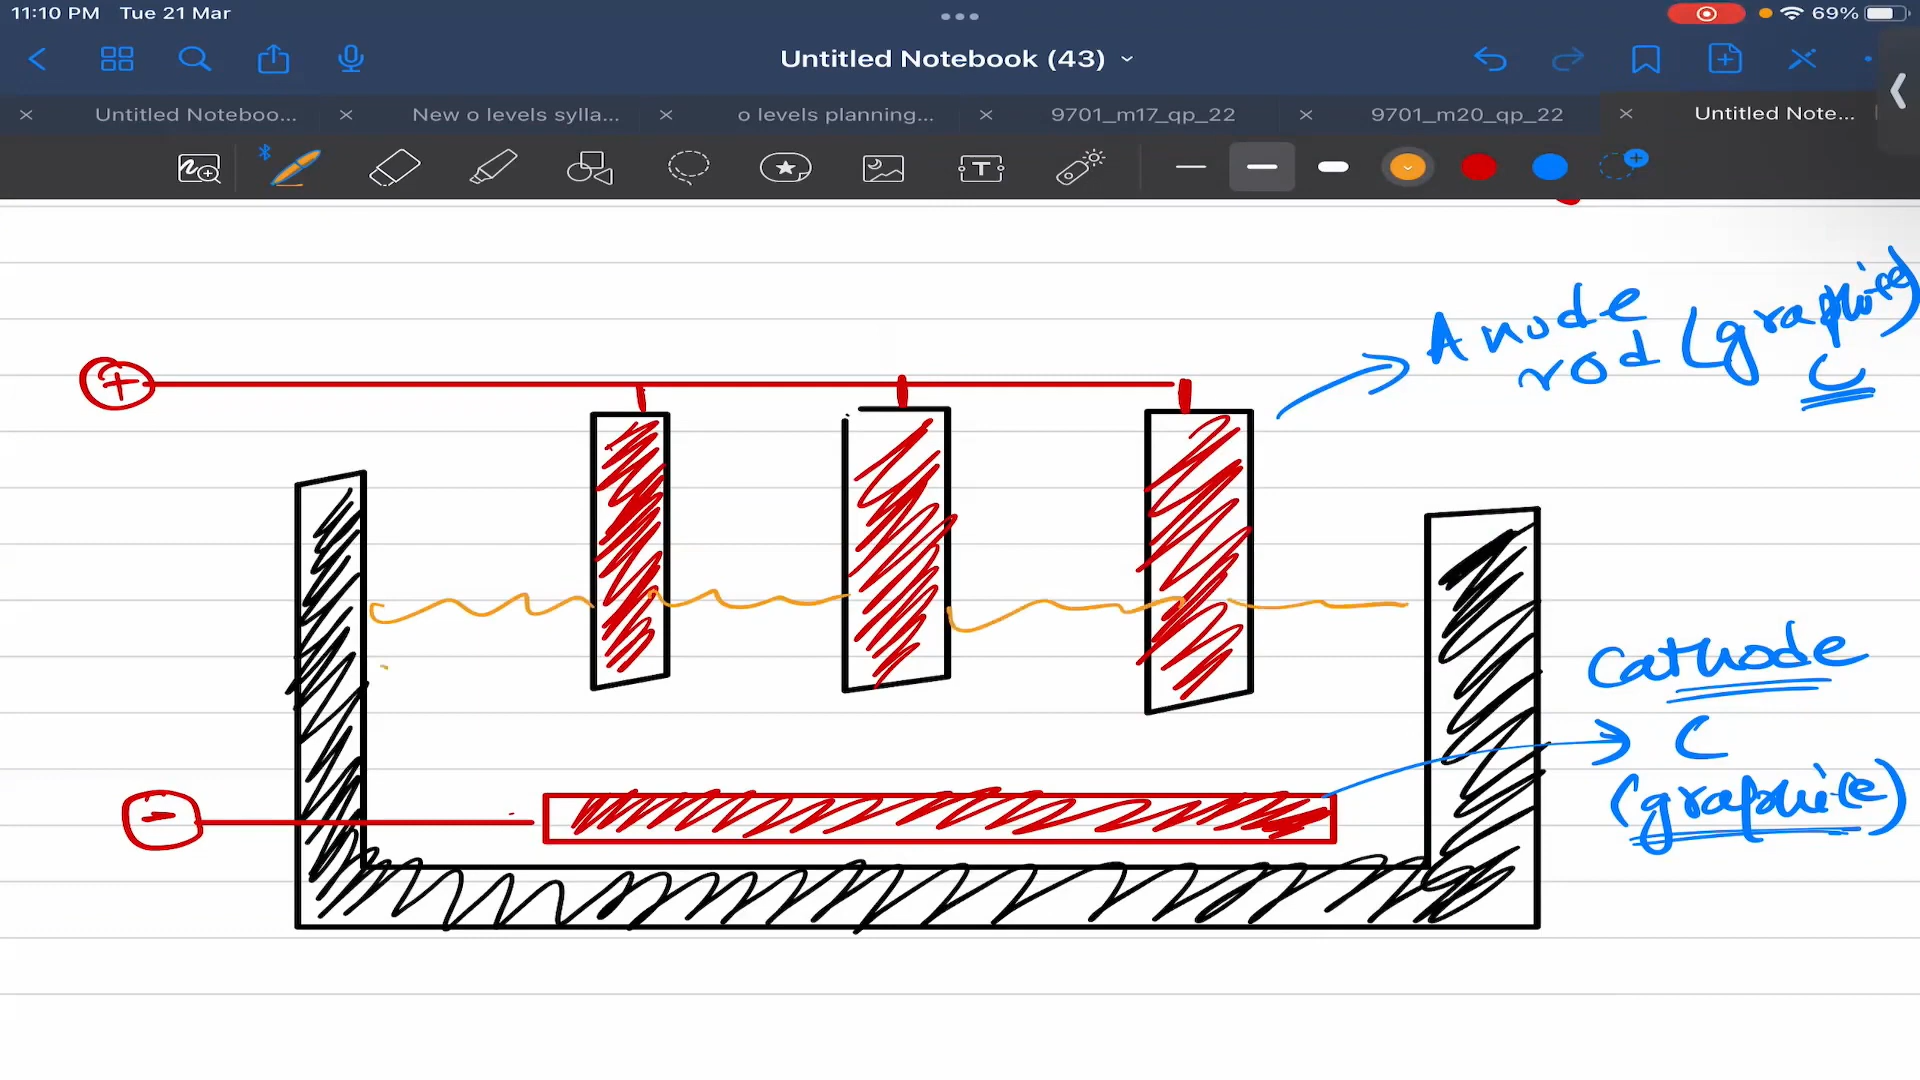 11:10 PM Tue 21 Mar
69%
Untitled Notebook (43)
Untitled Noteboo...
New o levels sylla...
o levels planning...
9701_m17_qp_22
9701_m20_qp_22
Untitled Note...
T
Anode
rod (graphite)
C
+
Cathode
C
(graphite)
-